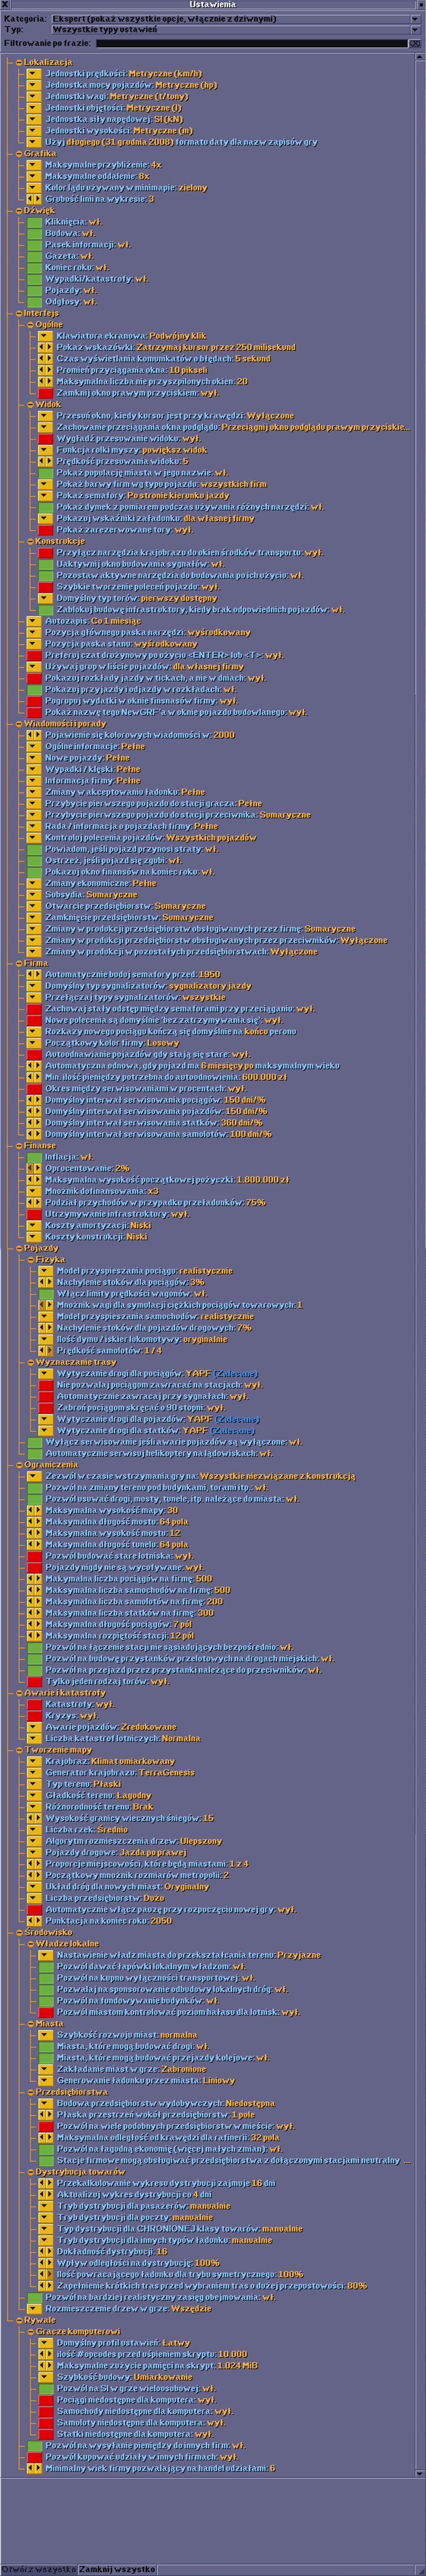 Ustawienia
Kategoria: Ekspert (pokaż wszystkie opcje, włącznie z dziwnymi)
Typ: Wszystkie typy ustawień
Filtrowanie po frazie:
Lokalizacja
Jednostki prędkości: Metryczne (km/h)
Jednostka mocy pojazdów: Metryczne (hp)
Jednostki wagi: Metryczne (t/tony)
Jednostki objętości: Metryczne (l)
Jednostka siły napędowej: SI (kN)
Jednostki wysokości: Metryczne (m)
Użyj długiego (31 grudnia 2008) formatu daty dla nazw zapisów gry
Grafika
Maksymalne przybliżenie: 4x
Maksymalne oddalenie: 8x
Kolor lądu używany w minimapie: zielony
Grubość linii na wykresie: 3
Dźwięk
Kliknięcia: wł.
Budowa: wł.
Pasek informacji: wł.
Gazeta: wł.
Koniec roku: wł.
Wypadki/katastrofy: wł.
Pojazdy: wł.
Odgłosy: wł.
Interfejs
Ogólne
Klawiatura ekranowa: Podwójny klik
Pokaż wskazówki: Zatrzymaj kursor przez 250 milisekund
Czas wyświetlania komunikatów o błędach: 5 sekund
Promień przyciągania okna: 10 pikseli
Maksymalna liczba nie przyszpilonych okien: 20
Zamknij okno prawym przyciskiem: wył.
Widok
Przesuń okno, kiedy kursor jest przy krawędzi: Wyłączone
Zachowanie przeciągania okna podglądu: Przeciągnij okno podglądu prawym przyciskie...
Wygładź przesuwanie widoku: wył.
Funkcja rolki myszy: powiększ widok
Prędkość przesuwania widoku: 5
Pokaż populację miasta w jego nazwie: wł.
Pokaż barwy firm wg typu pojazdu: wszystkich firm
Pokaż semafory: Po stronie kierunku jazdy
Pokaż dymek z pomiarem podczas używania różnych narzędzi: wł.
Pokazuj wskaźniki załadunku: dla własnej firmy
Pokaż zarezerwowane tory: wył.
Konstrukcje
Przyłącz narzędzia krajobrazu do okien środków transportu: wył.
Uaktywnij okno budowania sygnałów: wł.
Pozostaw aktywne narzędzia do budowania po ich użyciu: wł.
Szybkie tworzenie poleceń pojazdu: wył.
Domyślny typ torów: pierwszy dostępny
Zablokuj budowę infrastruktury, kiedy brak odpowiednich pojazdów: wł.
Autozapis: Co 1 miesiąc
Pozycja głównego paska narzędzi: wyśrodkowany
Pozycja paska stanu: wyśrodkowany
Preferuj czat drużynowy po użyciu <ENTER> lub <T>: wył.
Używaj grup w liście pojazdów: dla własnej firmy
Pokazuj rozkłady jazdy w tickach, a nie w dniach: wył.
Pokazuj przyjazdy i odjazdy w rozkładach: wł.
Pogrupuj wydatki w oknie finsnasów firmy: wył.
Pokaż nazwę tego NewGRF'a w oknie pojazdu budowlanego: wył.
Wiadomości i porady
Pojawienie się kolorowych wiadomości w: 2000
Ogólne informacje: Pełne
Nowe pojazdy: Pełne
Wypadki / klęski: Pełne
Informacja firmy: Pełne
Zmiany w akceptowaniu ładunku: Pełne
Przybycie pierwszego pojazdu do stacji gracza: Pełne
Przybycie pierwszego pojazdu do stacji przeciwnika: Sumaryczne
Rada / informacja o pojazdach firmy: Pełne
Kontroluj polecenia pojazdów: Wszystkich pojazdów
Powiadom, jeśli pojazd przynosi straty: wł.
Ostrzeż, jeśli pojazd się zgubi: wł.
Pokazuj okno finansów na koniec roku: wł.
Zmiany ekonomiczne: Pełne
Subsydia: Sumaryczne
Otwarcie przedsiębiorstw: Sumaryczne
Zamknięcie przedsiębiorstw: Sumaryczne
Zmiany w produkcji przedsiębiorstw obsługiwanych przez firmę: Sumaryczne
Zmiany w produkcji przedsiębiorstw obsługiwanych przez przeciwników: Wyłączone
Zmiany w produkcji w pozostałych przedsiębiorstwach: Wyłączone
Firma
Automatycznie buduj semafory przed: 1950
Domyślny typ sygnalizatorów: sygnalizatory jazdy
Przełączaj typy sygnalizatorów: wszystkie
Zachowaj stały odstęp między semaforami przy przeciąganiu: wył.
Nowe polecenia są domyślnie 'bez zatrzymywania się': wył.
Rozkazy nowego pociągu kończą się domyślnie na końcu peronu
Początkowy kolor firmy: Losowy
Autoodnawianie pojazdów gdy stają się stare: wył.
Automatyczna odnowa, gdy pojazd ma 6 miesięcy po maksymalnym wieku
Min. ilość pieniędzy potrzebna do autoodnowienia: 600 000 zł
Okres między serwisowaniami w procentach: wył.
Domyślny interwał serwisowania pociągów: 150 dni/%
Domyślny interwał serwisowania pojazdów: 150 dni/%
Domyślny interwał serwisowania statków: 360 dni/%
Domyślny interwał serwisowania samolotów: 100 dni/%
Finanse
Inflacja: wł.
Oprocentowanie: 2%
Maksymalna wysokość początkowej pożyczki: 1 800 000 zł
Mnożnik dofinansowania: x3
Podział przychodów w przypadku przeładunków: 75%
Utrzymywanie infrastruktury: wył.
Koszty amortyzacji: Niski
Koszty konstrukcji: Niski
Pojazdy
Fizyka
Model przyspieszania pociągu: realistycznie
Nachylenie stoków dla pociągów: 3%
Włącz limity prędkości wagonów: wł.
Mnożnik wagi dla symulacji ciężkich pociągów towarowych: 1
Model przyspieszania samochodów: realistycznie
Nachylenie stoków dla pojazdów drogowych: 7%
Ilość dymu / iskier lokomotywy: oryginalnie
Prędkość samolotów: 1 / 4
Wyznaczanie trasy
Wytyczanie drogi dla pociągów: YAPF (Zalecane)
Nie pozwalaj pociągom zawracać na stacjach: wył.
Automatyczne zawracaj przy sygnałach: wył.
Zabroń pociągom skręcać o 90 stopni: wył.
Wytyczanie drogi dla pojazdów: YAPF (Zalecane)
Wytyczanie drogi dla statków: YAPF (Zalecane)
Wyłącz serwisowanie jeśli awarie pojazdów są wyłączone: wł.
Automatycznie serwisuj helikoptery na lądowiskach: wł.
Ograniczenia
Zezwól w czasie wstrzymania gry na: Wszystkie niezwiązane z konstrukcją
Pozwól na zmiany terenu pod budynkami, torami itp.: wł.
Pozwól usuwać drogi, mosty, tunele, itp. należące do miasta: wł.
Maksymalna wysokość mapy: 30
Maksymalna długość mostu: 64 pola
Maksymalna wysokość mostu: 12
Maksymalna długość tunelu: 64 pola
Pozwól budować stare lotniska: wył.
Pojazdy nigdy nie są wycofywane: wył.
Makymalna liczba pociągów na firmę: 500
Maksymalna liczba samochodów na firmę: 500
Maksymalna liczba samolotów na firmę: 200
Maksymalna liczba statków na firmę: 300
Maksymalna długość pociągów: 7 pól
Maksymalna rozpiętość stacji: 12 pól
Pozwól na łączenie stacji nie sąsiadujących bezpośrednio: wł.
Pozwól na budowę przystanków przelotowych na drogach miejskich: wł.
Pozwól na przejazd przez przystanki należące do przeciwników: wł.
Tylko jeden rodzaj torów: wył.
Awarie i katastrofy
Katastrofy: wył.
Kryzys: wył.
Awarie pojazdów: Zredukowane
Liczba katastrof lotniczych: Normalna
Tworzenie mapy
Krajobraz: Klimat umiarkowany
Generator krajobrazu: TerraGenesis
Typ terenu: Płaski
Gładkość terenu: Łagodny
Różnorodność terenu: Brak
Wysokość granicy wiecznych śniegów: 15
Liczba rzek: Średnio
Algorytm rozmieszczenia drzew: Ulepszony
Pojazdy drogowe: Jazda po prawej
Proporcje miejscowości, które będą miastami: 1 z 4
Początkowy mnożnik rozmiarów metropolii: 2
Układ dróg dla nowych miast: Oryginalny
Liczba przedsiębiorstw: Dużo
Automatycznie włącz pauzę przy rozpoczęciu nowej gry: wył.
Punktacja na koniec roku: 2050
Środowisko
Władze lokalne
Nastawienie władz miasta do przekształcania terenu: Przyjazne
Pozwól dawać łapówki lokalnym władzom: wł.
Pozwól na kupno wyłączności transportowej: wł.
Pozwalaj na sponsorowanie odbudowy lokalnych dróg: wł.
Pozwól na fundowywanie budynków: wł.
Pozwól miastom kontrolować poziom hałasu dla lotnisk: wył.
Miasta
Szybkość rozwoju miast: normalna
Miasta, które mogą budować drogi: wł.
Miasta, które mogą budować przejazdy kolejowe: wł.
Zakładanie miast w grze: Zabronione
Generowanie ładunku przez miasta: Liniowy
Przedsiębiorstwa
Budowa przedsiębiorstw wydobywczych: Niedostępna
Płaska przestrzeń wokół przedsiębiorstw: 1 pole
Pozwól na wiele podobnych przedsiębiorstw w mieście: wył.
Maksymalna odległość od krawędzi dla rafinerii: 32 pola
Pozwól na łagodną ekonomię (więcej małych zmian): wł.
Stacje firmowe mogą obsługiwać przedsiębiorstwa z dołączonymi stacjami neutralny ...
Dystrybucja towarów
Przekalkulowanie wykresu dystrybucji zajmuje 16 dni
Aktualizuj wykres dystrybucji co 4 dni
Tryb dystrybucji dla pasażerów: manualnie
Tryb dystrybucji dla poczty: manualnie
Typ dystrybucji dla CHRONIONEJ klasy towarów: manualnie
Tryb dystrybucji dla innych typów ładunku: manualnie
Dokładność dystrybucji: 16
Wpływ odległości na dystrybucję: 100%
Ilość powracającego ładunku dla trybu symetrycznego: 100%
Zapełnienie krótkich tras przed wybraniem tras o dużej przepustowości: 80%
Pozwól na bardziej realistyczny zasięg obejmowania: wł.
Rozmieszczenie drzew w grze: Wszędzie
Rywale
Gracze komputerowi
Domyślny profil ustawień: Łatwy
ilość #opcodes przed uśpieniem skryptu: 10 000
Maksymalne zużycie pamięci na skrypt: 1 024 MiB
Szybkość budowy: Umiarkowanie
Pozwól na SI w grze wieloosobowej: wł.
Pociągi niedostępne dla komputera: wył.
Samochody niedostępne dla komputera: wył.
Samoloty niedostępne dla komputera: wył.
Statki niedostępne dla komputera: wył.
Pozwól na wysyłanie pieniędzy do innych firm: wł.
Pozwól kupować udziały w innych firmach: wył.
Minimalny wiek firmy pozwalający na handel udziałami: 6
Otwórz wszystko Zamknij wszystko